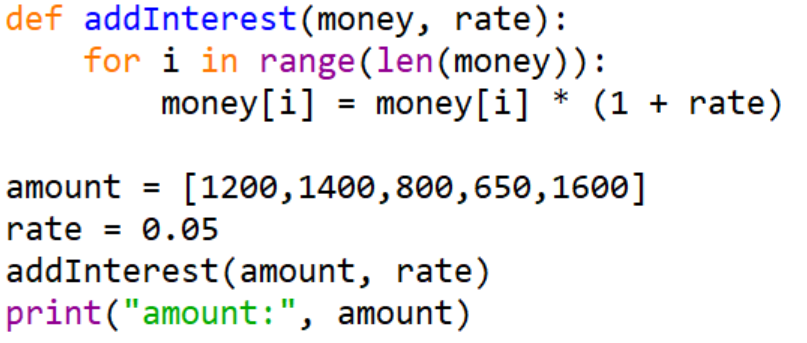 def addInterest(money, rate):
    for i in range(len(money)):
        money[i] = money[i] * (1 + rate)

amount = [1200,1400,800,650,1600]
rate = 0.05
addInterest(amount, rate)
print("amount:", amount)